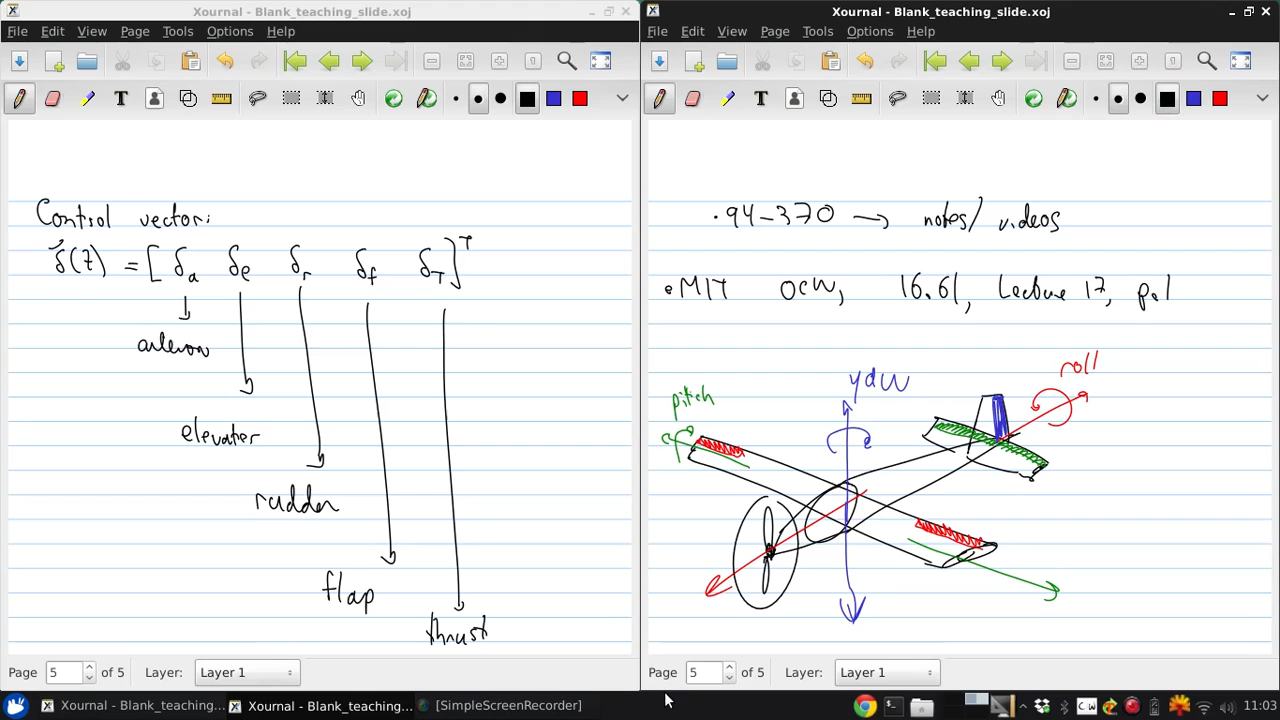 Xournal - Blank_teaching_slide.xoj
File Edit View Page Tools Options Help
Control vector:
δ(t) = [ δa δe δr δf δT ]ᵀ
aileron
elevator
rudder
flap
thrust
Page 5 of 5 Layer: Layer 1
Xournal - Blank_teaching_slide.xoj
File Edit View Page Tools Options Help
. 94-370 → notes/videos
• MIT OCW, 16.61, Lecture 17,
roll
yaw
pitch
Page 5 of 5 Layer: Layer 1
Xournal - Blank_teaching... Xournal - Blank_teaching_slide.xoj... [SimpleScreenRecorder] 11:03